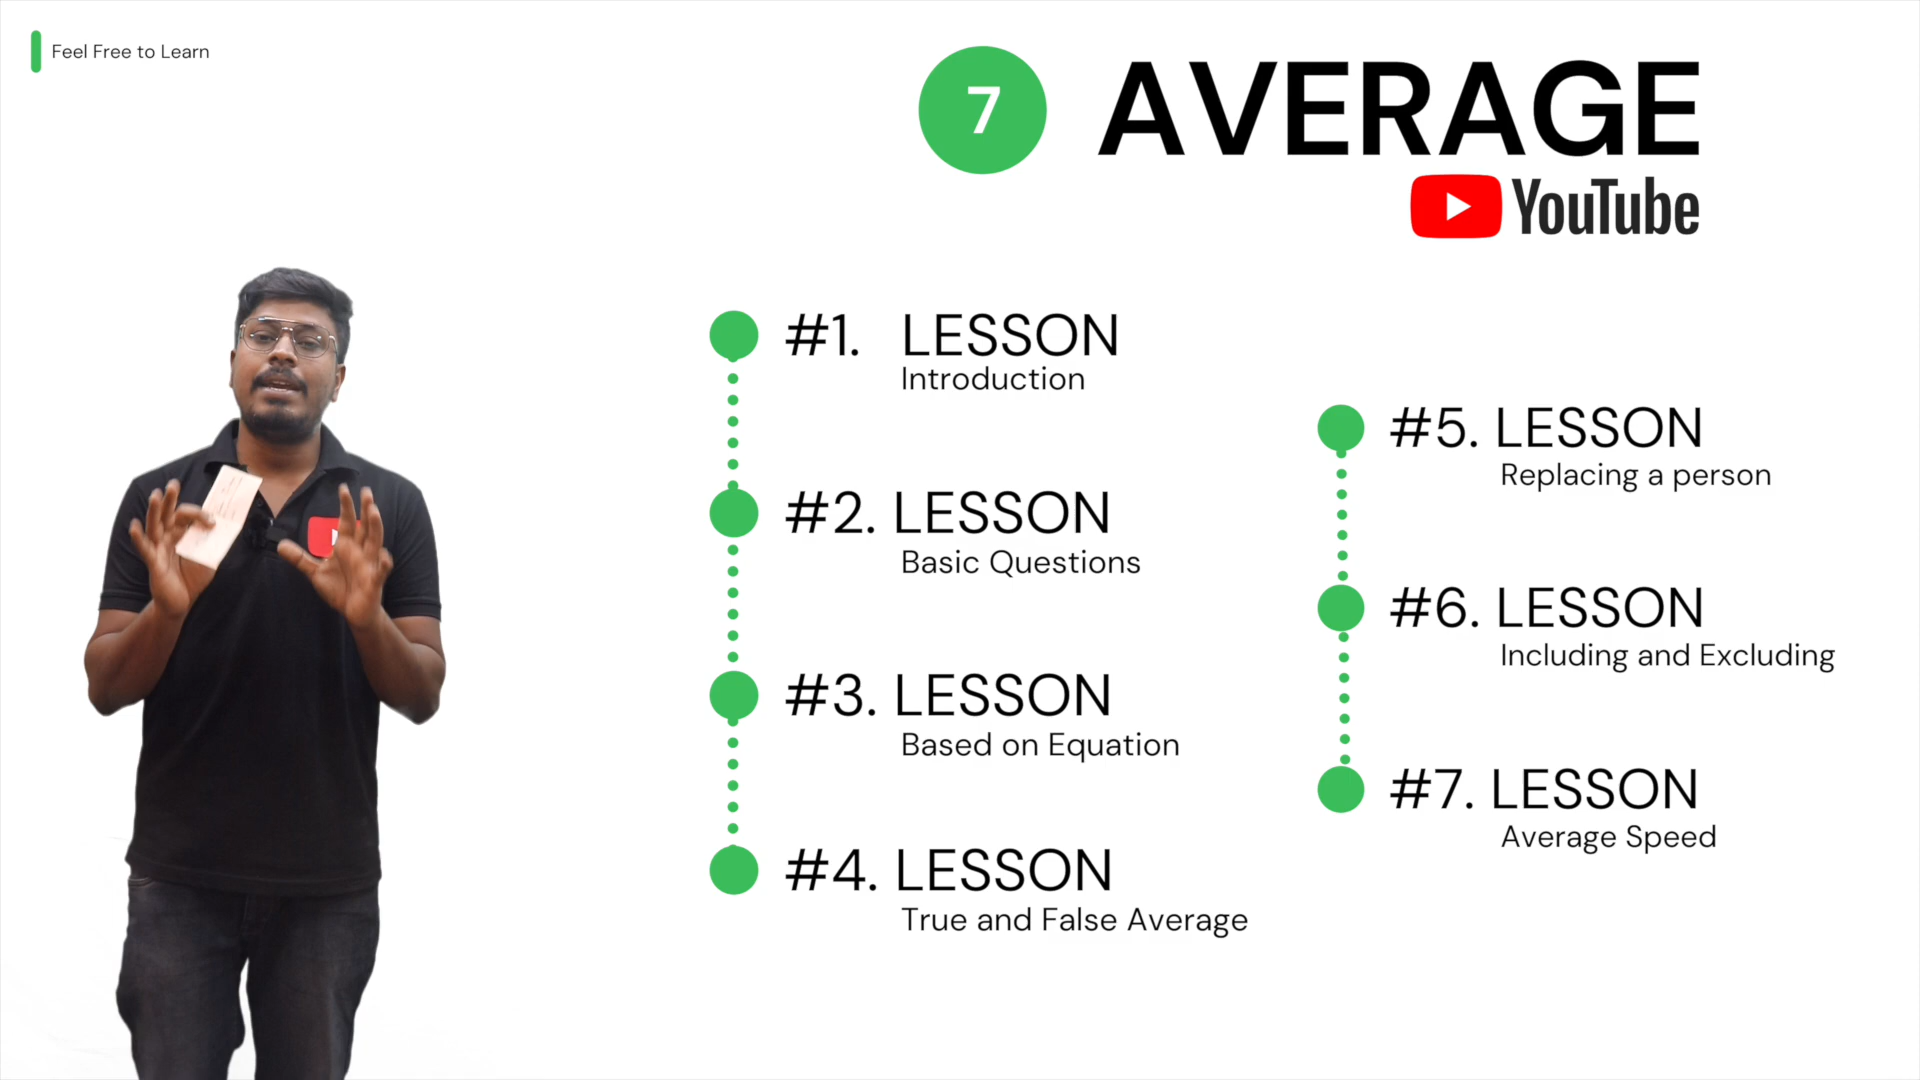 Feel Free to Learn
7 AVERAGE
YouTube
#1. LESSON
Introduction
#2. LESSON
Basic Questions
#3. LESSON
Based on Equation
#4. LESSON
True and False Average
#5. LESSON
Replacing a person
#6. LESSON
Including and Excluding
#7. LESSON
Average Speed